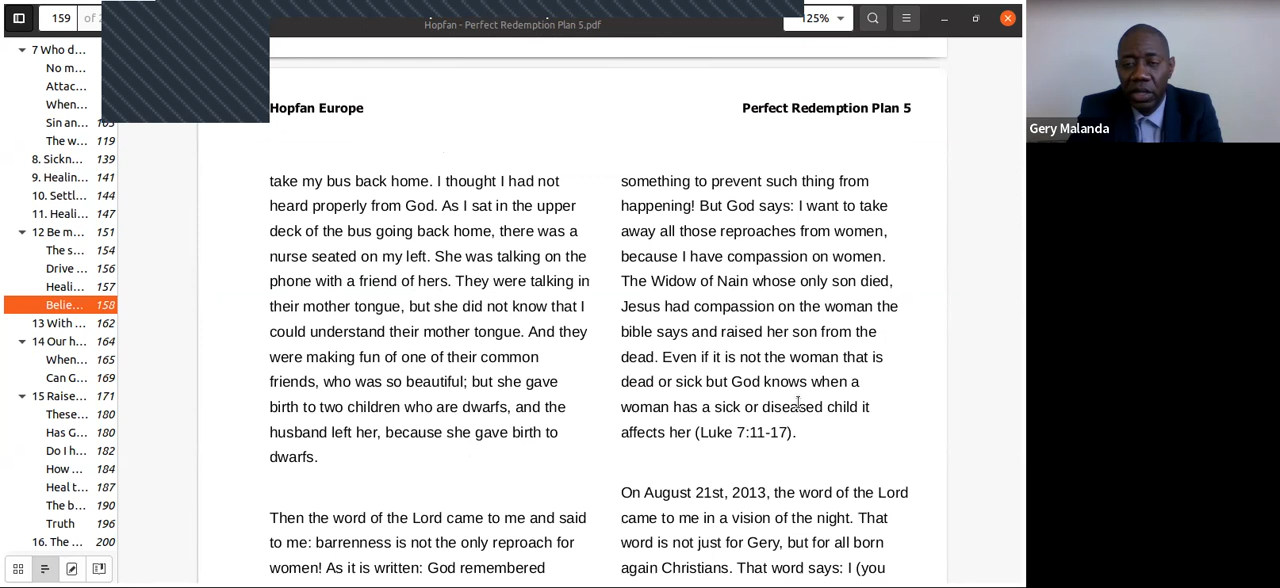 159
of
Hopfan - Perfect Redemption Plan 5.pdf
125%
7 Who d...
No m...
Attac...
When...
Sin an...
The w... 119
8. Sickn... 139
9. Healin... 141
10. Settl... 144
11. Heali... 147
12 Be m... 151
The s... 154
Drive ... 156
Heali... 157
Belie... 158
13 With ... 162
14 Our h... 164
When... 165
Can G... 169
15 Raise... 171
These... 180
Has G... 180
Do I h... 182
How ... 184
Heal t... 187
The b... 190
Truth 196
16. The ... 200
Hopfan Europe
Perfect Redemption Plan 5
take my bus back home. I thought I had not
heard properly from God. As I sat in the upper
deck of the bus going back home, there was a
nurse seated on my left. She was talking on the
phone with a friend of hers. They were talking in
their mother tongue, but she did not know that I
could understand their mother tongue. And they
were making fun of one of their common
friends, who was so beautiful; but she gave
birth to two children who are dwarfs, and the
husband left her, because she gave birth to
dwarfs.
Then the word of the Lord came to me and said
to me: barrenness is not the only reproach for
women! As it is written: God remembered
something to prevent such thing from
happening! But God says: I want to take
away all those reproaches from women,
because I have compassion on women.
The Widow of Nain whose only son died,
Jesus had compassion on the woman the
bible says and raised her son from the
dead. Even if it is not the woman that is
dead or sick but God knows when a
woman has a sick or diseased child it
affects her (Luke 7:11-17).
On August 21st, 2013, the word of the Lord
came to me in a vision of the night. That
word is not just for Gery, but for all born
again Christians. That word says: I (you
Gery Malanda